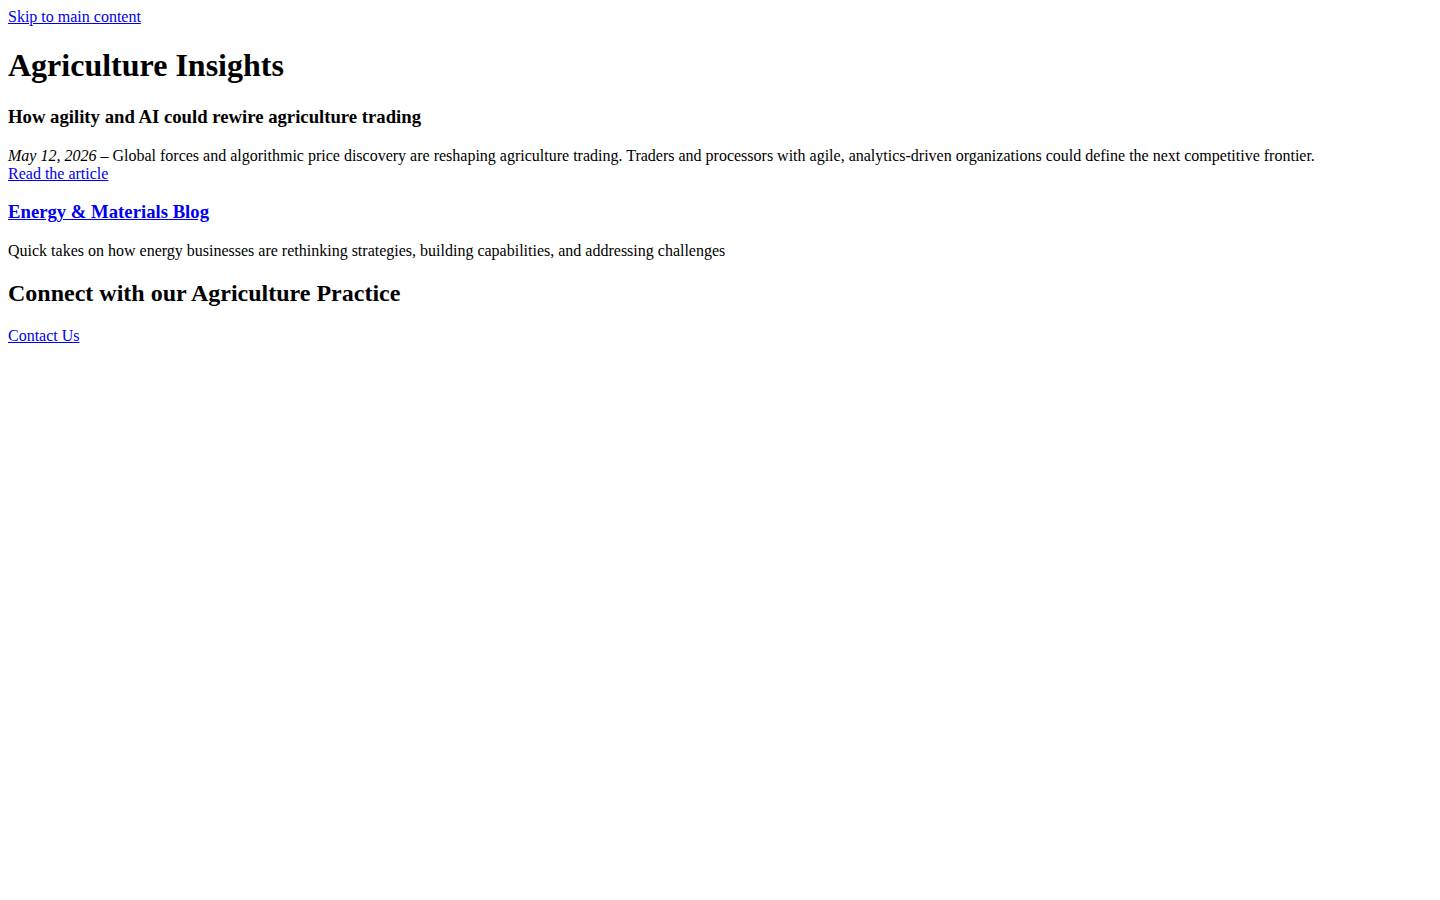 Skip to main content
Agriculture Insights
How agility and AI could rewire agriculture trading
May 12, 2026 – Global forces and algorithmic price discovery are reshaping agriculture trading. Traders and processors with agile, analytics-driven organizations could define the next competitive frontier.
Read the article
Energy & Materials Blog
Quick takes on how energy businesses are rethinking strategies, building capabilities, and addressing challenges
Connect with our Agriculture Practice
Contact Us